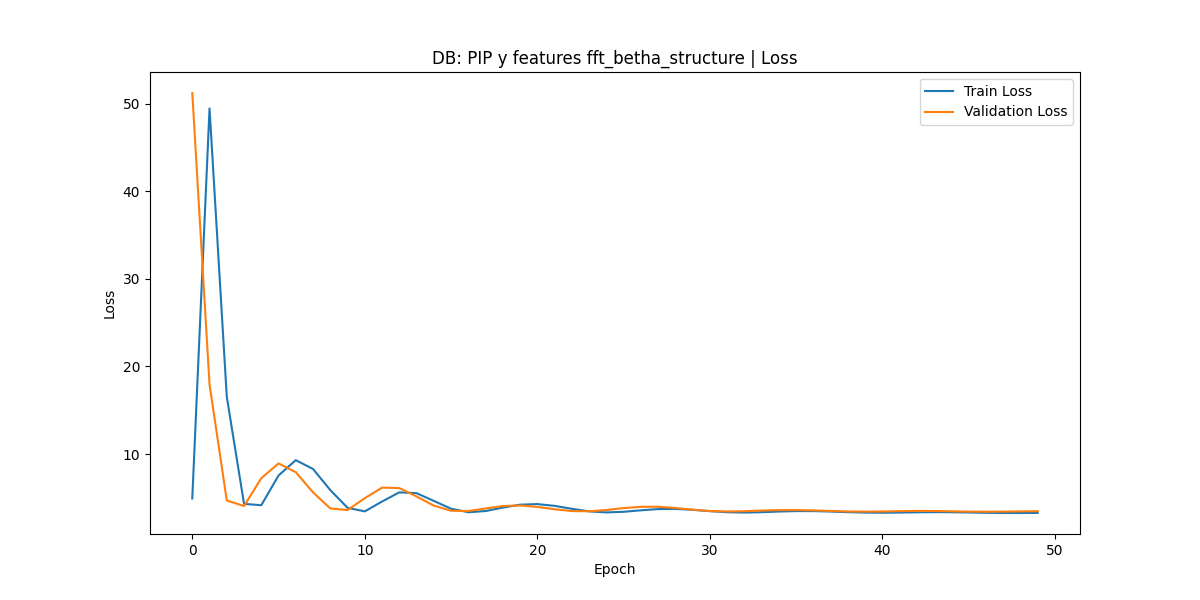 DB: PIP y features fft_betha_structure | Loss
Train Loss
Validation Loss
50
40
30
20
10
Loss
0 10 20 30 40 50
Epoch